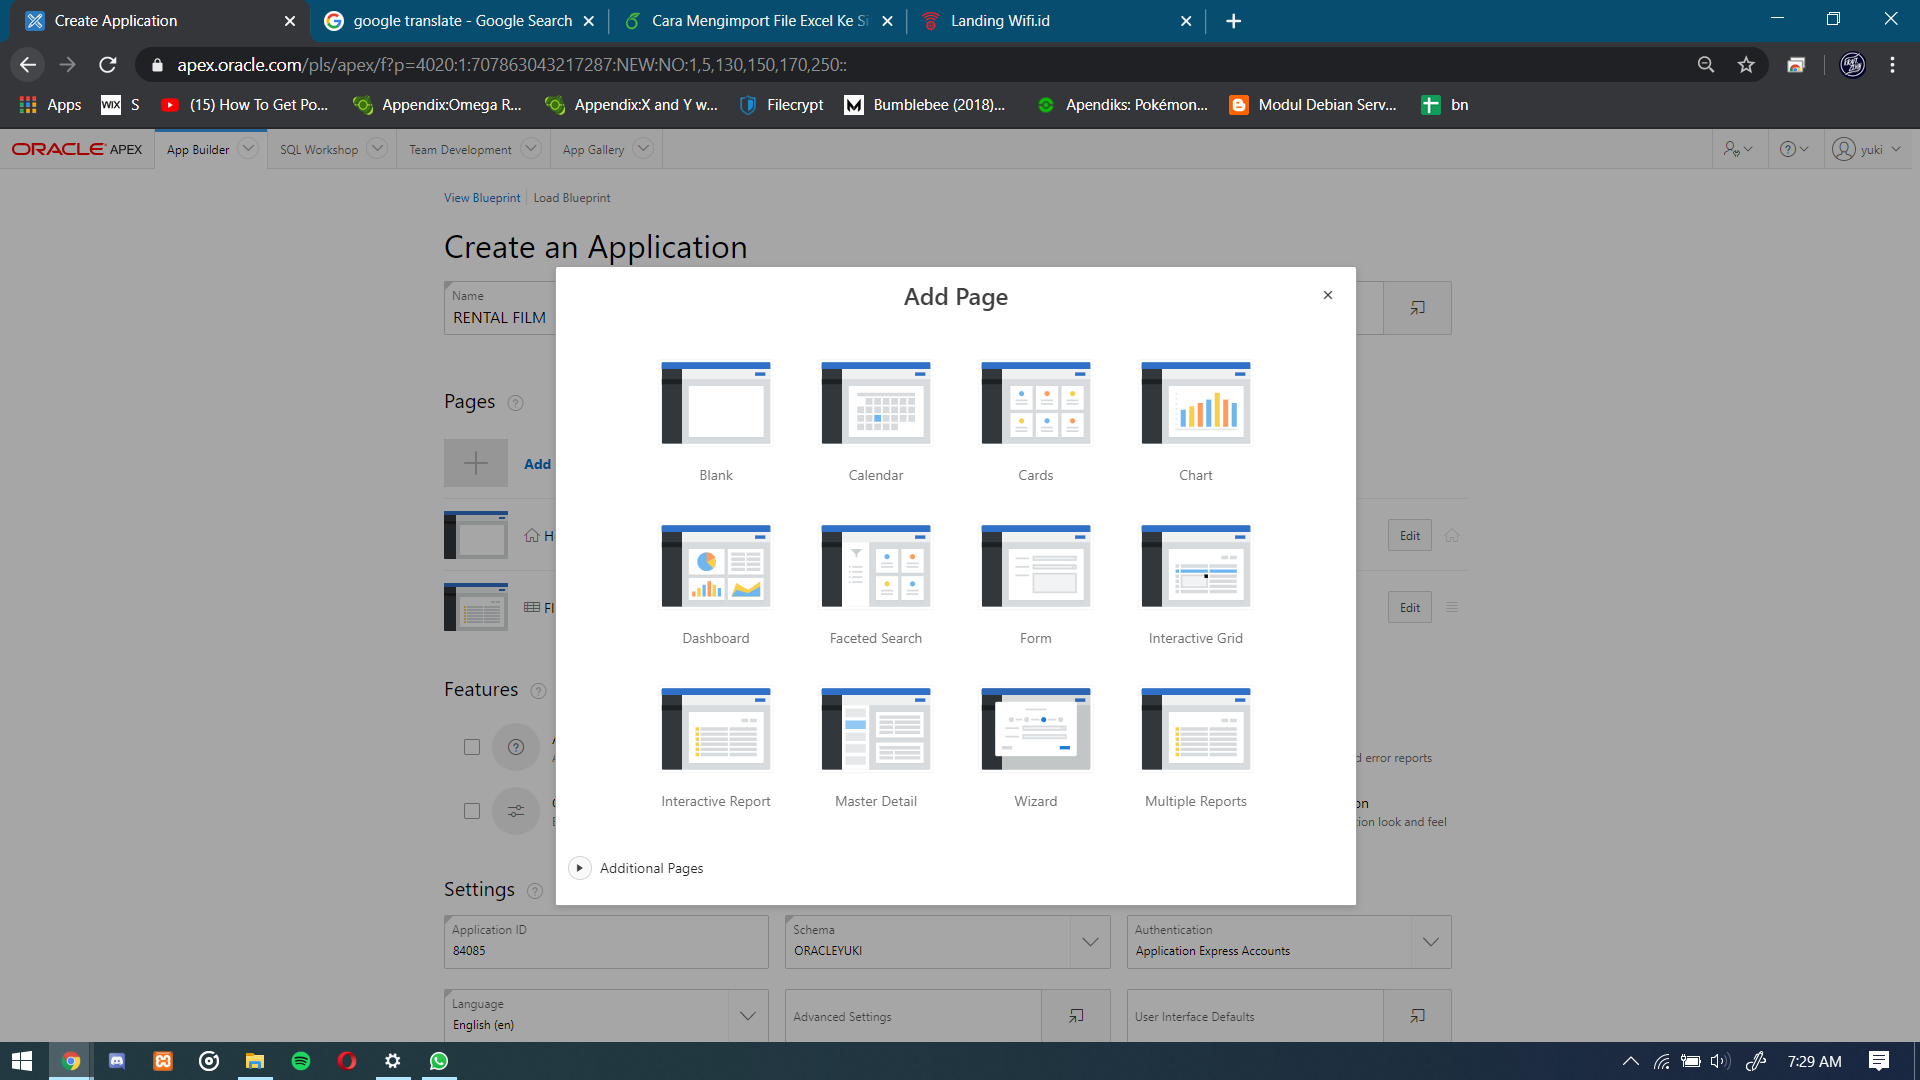 Create Application
google translate - Google Search
Cara Mengimport File Excel Ke Si
Landing Wifi.id
apex.oracle.com/pls/apex/f?p=4020:1:707863043217287:NEW:NO:1,5,130,150,170,250::
Apps
WIX
S
(15) How To Get Po...
Appendix:Omega R...
Appendix:X and Y w...
Filecrypt
Bumblebee (2018)...
Apendiks: Pokémon...
Modul Debian Serv...
bn
ORACLE APEX
App Builder
SQL Workshop
Team Development
App Gallery
yuki
View Blueprint
Load Blueprint
Create an Application
Name
RENTAL FILM
Pages
Add
H
Edit
FI
Edit
Features
d error reports
on
ion look and feel
Add Page
Blank
Calendar
Cards
Chart
Dashboard
Faceted Search
Form
Interactive Grid
Interactive Report
Master Detail
Wizard
Multiple Reports
Additional Pages
Settings
Application ID
84085
Schema
ORACLEYUKI
Authentication
Application Express Accounts
Language
English (en)
Advanced Settings
User Interface Defaults
7:29 AM